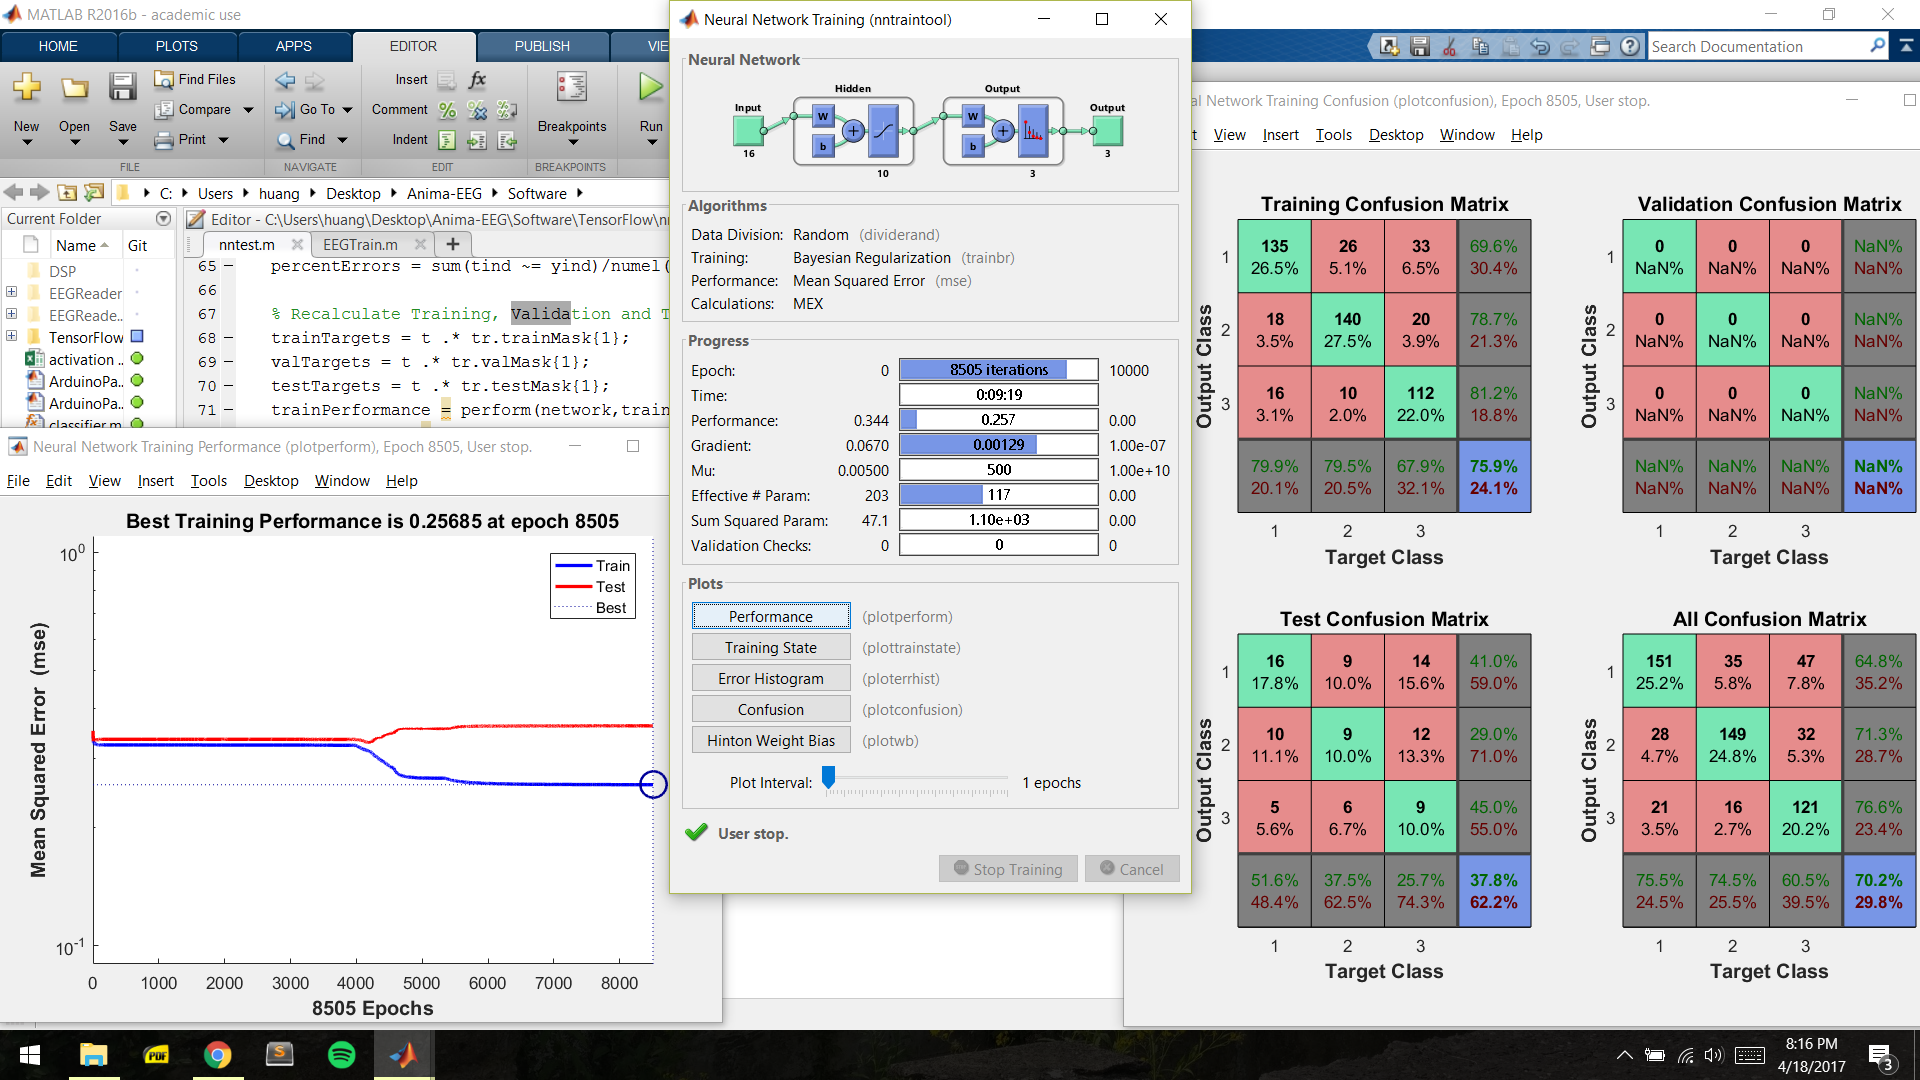 MATLAB R2016b - academic use
HOME PLOTS APPS EDITOR PUBLISH VIE
Search Documentation
New Open Save
Find Files
Compare
Print
FILE
Go To
Find
NAVIGATE
Insert
Comment
Indent
EDIT
Breakpoints
BREAKPOINTS
Run
C: Users huang Desktop Anima-EEG Software
Current Folder
Name Git
DSP
EEGReader
EEGReade..
TensorFlow
activation ..
ArduinoPa..
ArduinoPa..
classifier.m
Editor - C:\Users\huang\Desktop\Anima-EEG\Software\TensorFlow\nn
nntest.m EEGTrain.m
65 percentErrors = sum(tind ~= yind)/numel(
66
67 % Recalculate Training, Validation and T
68 trainTargets = t .* tr.trainMask{1};
69 valTargets = t .* tr.valMask{1};
70 testTargets = t .* tr.testMask{1};
71 trainPerformance = perform(network,train
Neural Network Training Performance (plotperform), Epoch 8505, User stop.
File Edit View Insert Tools Desktop Window Help
Best Training Performance is 0.25685 at epoch 8505
Train
Test
Best
10^0
10^-1
Mean Squared Error (mse)
0 1000 2000 3000 4000 5000 6000 7000 8000
8505 Epochs
Neural Network Training (nntraintool)
Neural Network
Hidden Output
Input Output
W b W b
16 10 3 3
Algorithms
Data Division: Random (dividerand)
Training: Bayesian Regularization (trainbr)
Performance: Mean Squared Error (mse)
Calculations: MEX
Progress
Epoch: 0 8505 iterations 10000
Time: 0:09:19
Performance: 0.344 0.257 0.00
Gradient: 0.0670 0.00129 1.00e-07
Mu: 0.00500 500 1.00e+10
Effective # Param: 203 117 0.00
Sum Squared Param: 47.1 1.10e+03 0.00
Validation Checks: 0 0 0
Plots
Performance (plotperform)
Training State (plottrainstate)
Error Histogram (ploterrhist)
Confusion (plotconfusion)
Hinton Weight Bias (plotwb)
Plot Interval: 1 epochs
User stop.
Stop Training Cancel
al Network Training Confusion (plotconfusion), Epoch 8505, User stop.
t View Insert Tools Desktop Window Help
Training Confusion Matrix
1 135 26 33 69.6%
26.5% 5.1% 6.5% 30.4%
2 18 140 20 78.7%
3.5% 27.5% 3.9% 21.3%
3 16 10 112 81.2%
3.1% 2.0% 22.0% 18.8%
79.9% 79.5% 67.9% 75.9%
20.1% 20.5% 32.1% 24.1%
1 2 3
Target Class
Output Class
Validation Confusion Matrix
1 0 0 0 NaN%
NaN% NaN% NaN% NaN%
2 0 0 0 NaN%
NaN% NaN% NaN% NaN%
3 0 0 0 NaN%
NaN% NaN% NaN% NaN%
NaN% NaN% NaN% NaN%
NaN% NaN% NaN% NaN%
1 2 3
Target Class
Output Class
Test Confusion Matrix
1 16 9 14 41.0%
17.8% 10.0% 15.6% 59.0%
2 10 9 12 29.0%
11.1% 10.0% 13.3% 71.0%
3 5 6 9 45.0%
5.6% 6.7% 10.0% 55.0%
51.6% 37.5% 25.7% 37.8%
48.4% 62.5% 74.3% 62.2%
1 2 3
Target Class
Output Class
All Confusion Matrix
1 151 35 47 64.8%
25.2% 5.8% 7.8% 35.2%
2 28 149 32 71.3%
4.7% 24.8% 5.3% 28.7%
3 21 16 121 76.6%
3.5% 2.7% 20.2% 23.4%
75.5% 74.5% 60.5% 70.2%
24.5% 25.5% 39.5% 29.8%
1 2 3
Target Class
Output Class
PDF
8:16 PM
4/18/2017
3